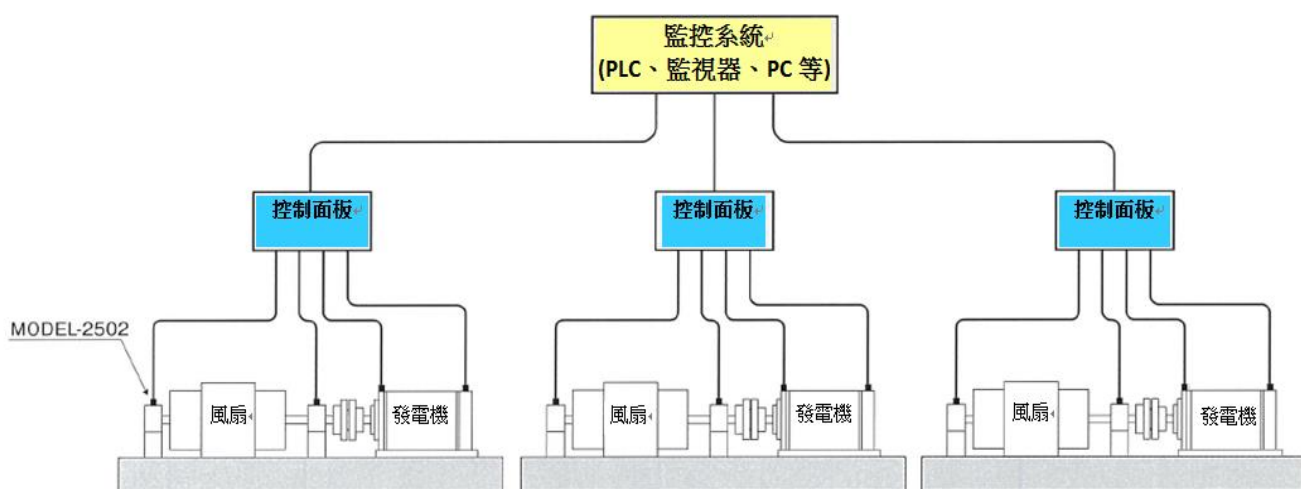 監控系統
(PLC、監視器、PC 等)
控制面板
控制面板
控制面板
MODEL-2502
風扇
發電機
風扇
發電機
風扇
發電機